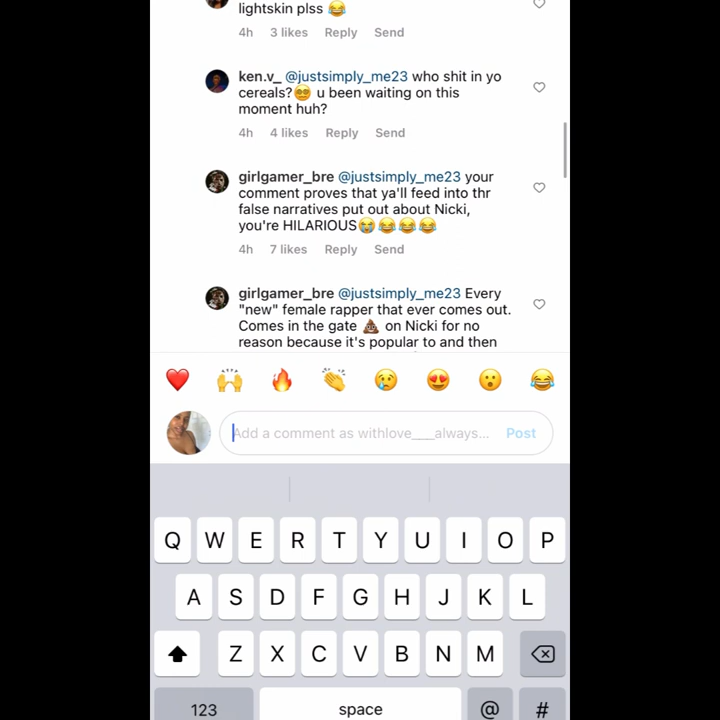 lightskin plss 😂
4h 3 likes Reply Send
ken.v_ @justsimply_me23 who shit in yo
cereals?😵‍💫 u been waiting on this
moment huh?
4h 4 likes Reply Send
girlgamer_bre @justsimply_me23 your
comment proves that ya'll feed into thr
false narratives put out about Nicki,
you're HILARIOUS😭😂😂😂
4h 7 likes Reply Send
girlgamer_bre @justsimply_me23 Every
"new" female rapper that ever comes out.
Comes in the gate 💩 on Nicki for no
reason because it's popular to and then
❤️ 🙌 🔥 👏 😢 😍 😮 😂
Add a comment as withlove___always... Post
Q W E R T Y U I O P
A S D F G H J K L
Z X C V B N M
123 space @ #